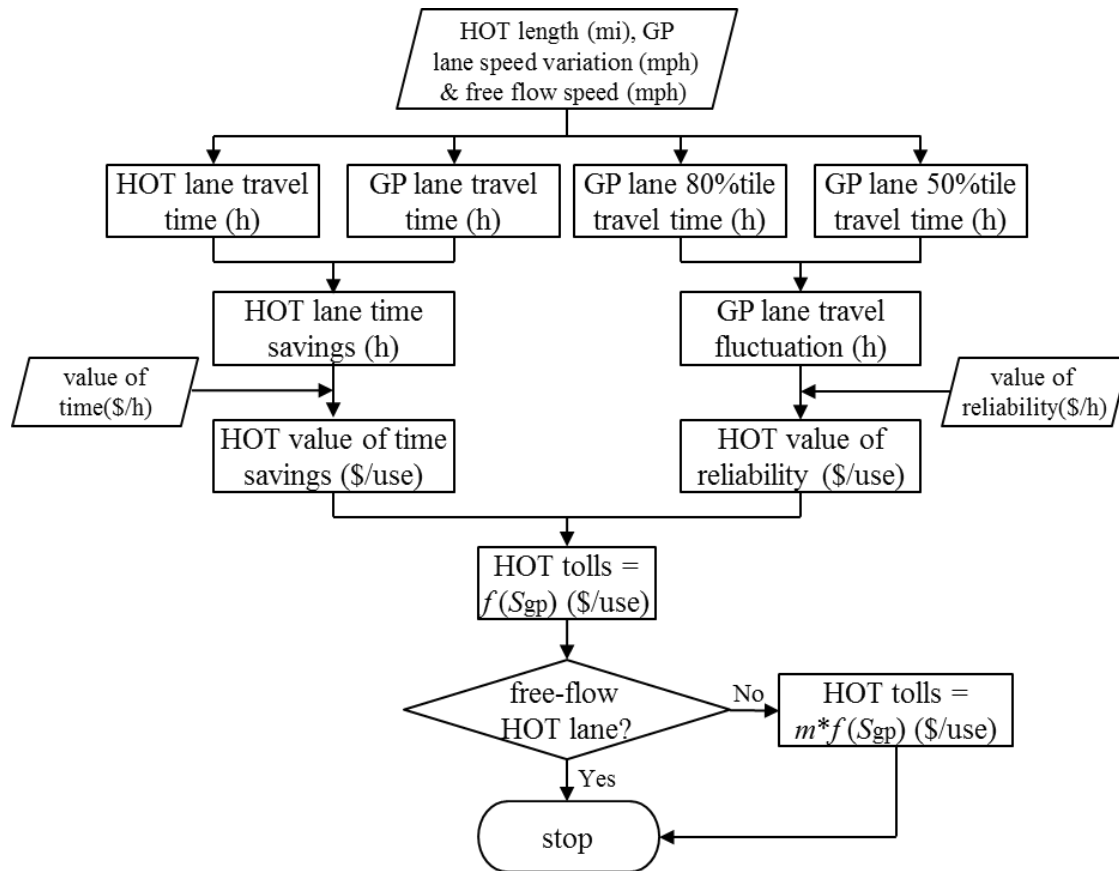 HOT length (mi), GP
lane speed variation (mph)
& free flow speed (mph)
HOT lane travel
time (h)
GP lane travel
time (h)
GP lane 80%tile
travel time (h)
GP lane 50%tile
travel time (h)
HOT lane time
savings (h)
GP lane travel
fluctuation (h)
value of
time($/h)
value of
reliability($/h)
HOT value of time
savings ($/use)
HOT value of
reliability ($/use)
HOT tolls =
f(Sgp) ($/use)
free-flow
HOT lane?
No
HOT tolls =
m*f(Sgp) ($/use)
Yes
stop